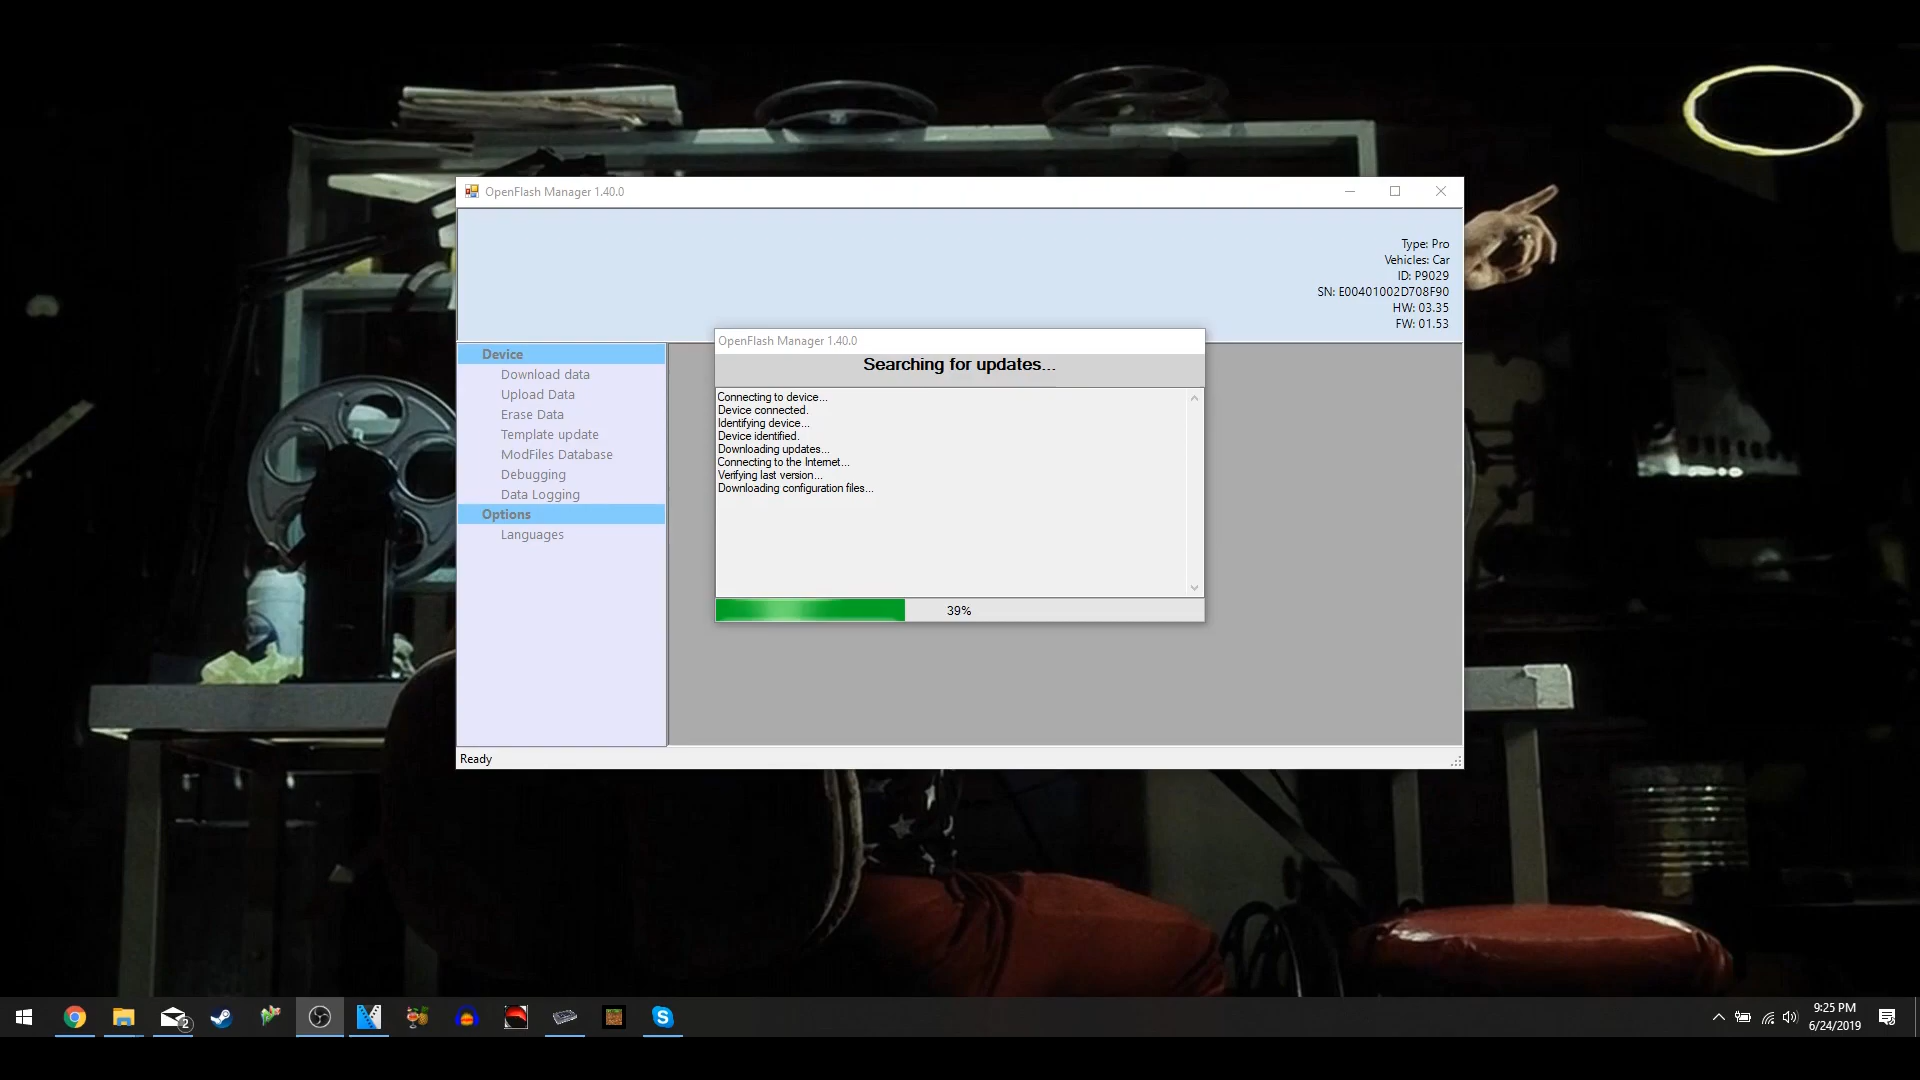 OpenFlash Manager 1.40.0
Type: Pro
Vehicles: Car
ID: P9029
SN: E00401002D708F90
HW: 03.35
FW: 01.53
Device
Download data
Upload Data
Erase Data
Template update
ModFiles Database
Debugging
Data Logging
Options
Languages
OpenFlash Manager 1.40.0
Searching for updates...
Connecting to device...
Device connected.
Identifying device...
Device identified.
Downloading updates...
Connecting to the Internet...
Verifying last version...
Downloading configuration files...
39%
Ready
2
9:25 PM
6/24/2019